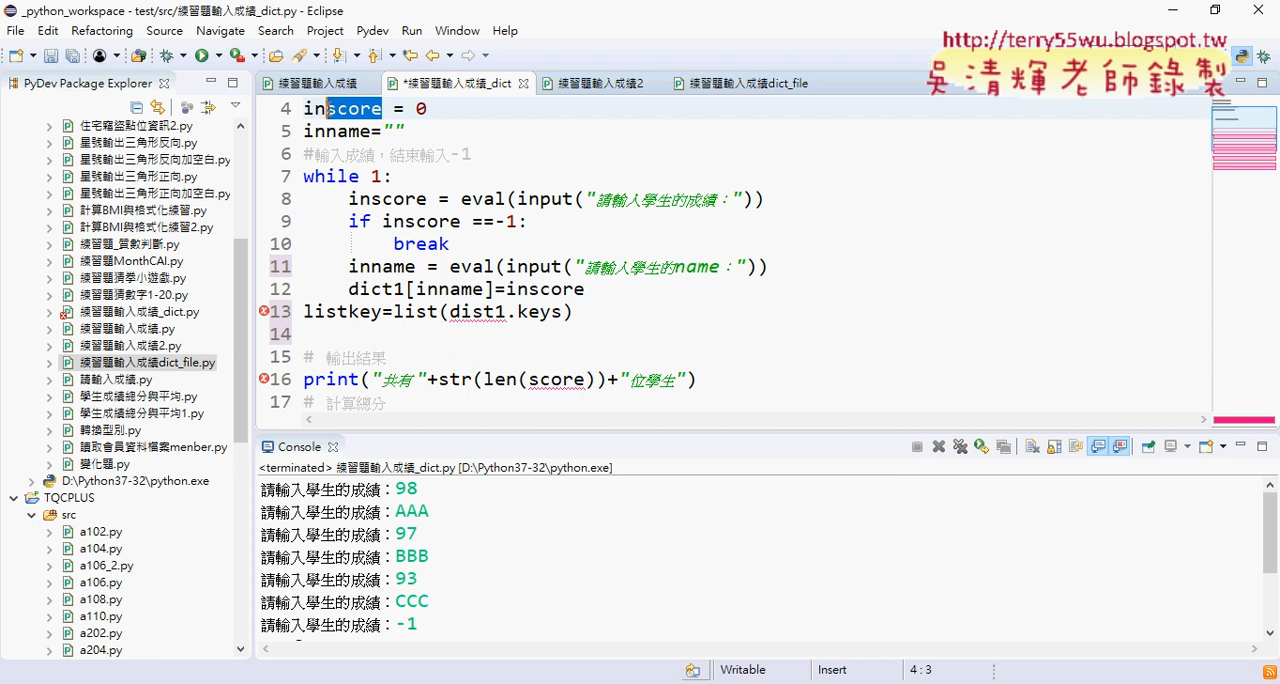 _python_workspace - test/src/練習題輸入成績_dict.py - Eclipse
File Edit Refactoring Source Navigate Search Project Pydev Run Window Help
http://terry55wu.blogspot.tw
吳清輝老師錄製
PyDev Package Explorer
練習題輸入成績
*練習題輸入成績_dict
練習題輸入成績2
練習題輸入成績dict_file
住宅竊盜點位資訊2.py
星號輸出三角形反向.py
星號輸出三角形反向加空白.py
星號輸出三角形正向.py
星號輸出三角形正向加空白.py
計算BMI與格式化練習.py
計算BMI與格式化練習2.py
練習題_質數判斷.py
練習題MonthCAl.py
練習題猜拳小遊戲.py
練習題猜數字1-20.py
練習題輸入成績_dict.py
練習題輸入成績.py
練習題輸入成績2.py
練習題輸入成績dict_file.py
請輸入成績.py
學生成績總分與平均.py
學生成績總分與平均1.py
轉換型別.py
讀取會員資料檔案menber.py
變化題.py
D:\Python37-32\python.exe
TQCPLUS
src
a102.py
a104.py
a106_2.py
a106.py
a108.py
a110.py
a202.py
a204.py
4 inscore = 0
5 inname=""
6 #輸入成績，結束輸入-1
7 while 1:
8 inscore = eval(input("請輸入學生的成績："))
9 if inscore ==-1:
10 break
11 inname = eval(input("請輸入學生的name："))
12 dict1[inname]=inscore
13 listkey=list(dist1.keys)
14
15 # 輸出結果
16 print("共有"+str(len(score))+"位學生")
17 # 計算總分
Console
<terminated> 練習題輸入成績_dict.py [D:\Python37-32\python.exe]
請輸入學生的成績：98
請輸入學生的成績：AAA
請輸入學生的成績：97
請輸入學生的成績：BBB
請輸入學生的成績：93
請輸入學生的成績：CCC
請輸入學生的成績：-1
Writable Insert 4 : 3